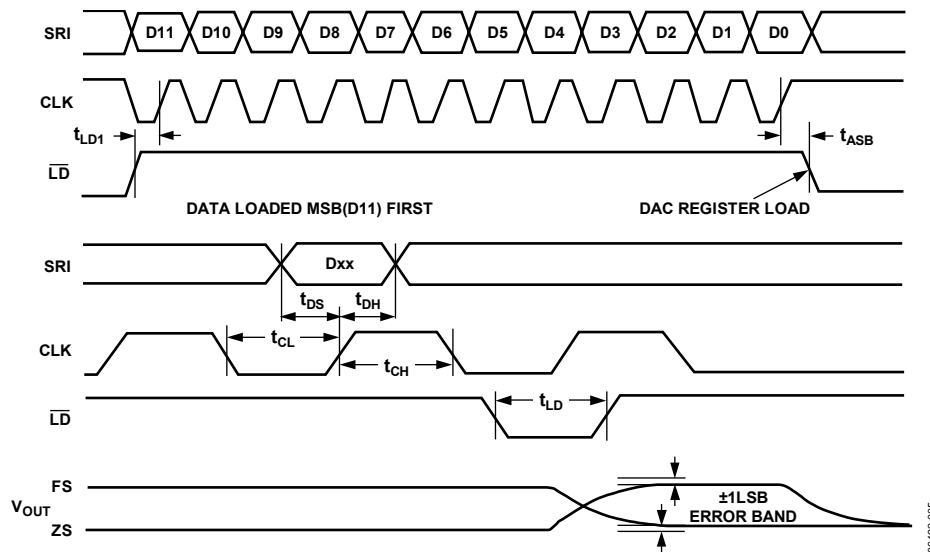 SRI D11 D10 D9 D8 D7 D6 D5 D4 D3 D2 D1 D0
CLK
tLD1 tASB
LD
DATA LOADED MSB(D11) FIRST DAC REGISTER LOAD
SRI Dxx
tDS tDH
CLK tCL tCH
LD tLD
FS
VOUT ±1LSB
ERROR BAND
ZS